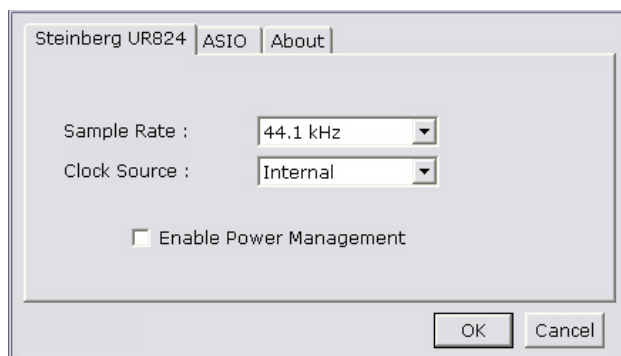 Steinberg UR824 ASIO About
Sample Rate : 44.1 kHz
Clock Source : Internal
Enable Power Management
OK Cancel